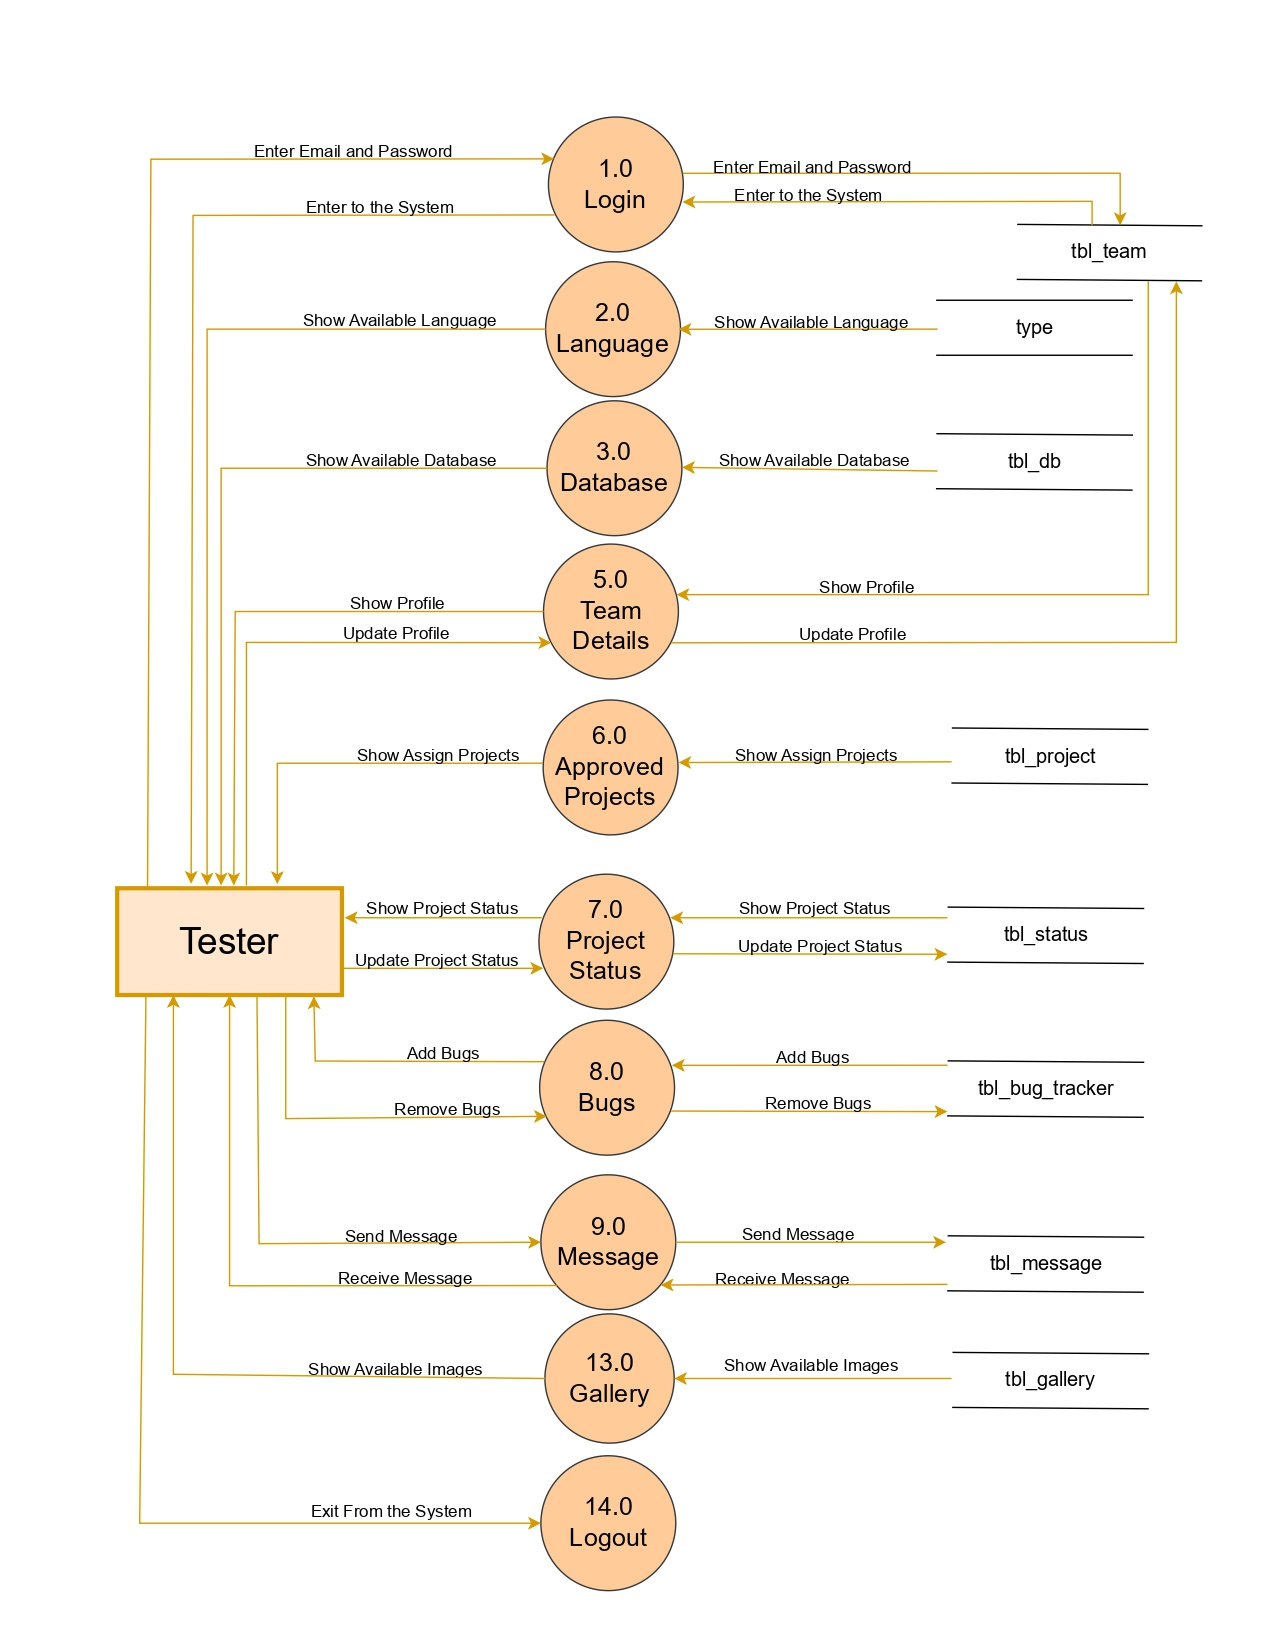 Enter Email and Password
1.0
Login
Enter Email and Password
Enter to the System
Enter to the System
tbl_team
Show Available Language
2.0
Language
Show Available Language
type
Show Available Database
3.0
Database
Show Available Database
tbl_db
Show Profile
Update Profile
5.0
Team
Details
Show Profile
Update Profile
Show Assign Projects
6.0
Approved
Projects
Show Assign Projects
tbl_project
Tester
Show Project Status
Update Project Status
7.0
Project
Status
Show Project Status
Update Project Status
tbl_status
Add Bugs
Remove Bugs
8.0
Bugs
Add Bugs
Remove Bugs
tbl_bug_tracker
Send Message
Receive Message
9.0
Message
Send Message
Receive Message
tbl_message
Show Available Images
13.0
Gallery
Show Available Images
tbl_gallery
Exit From the System
14.0
Logout